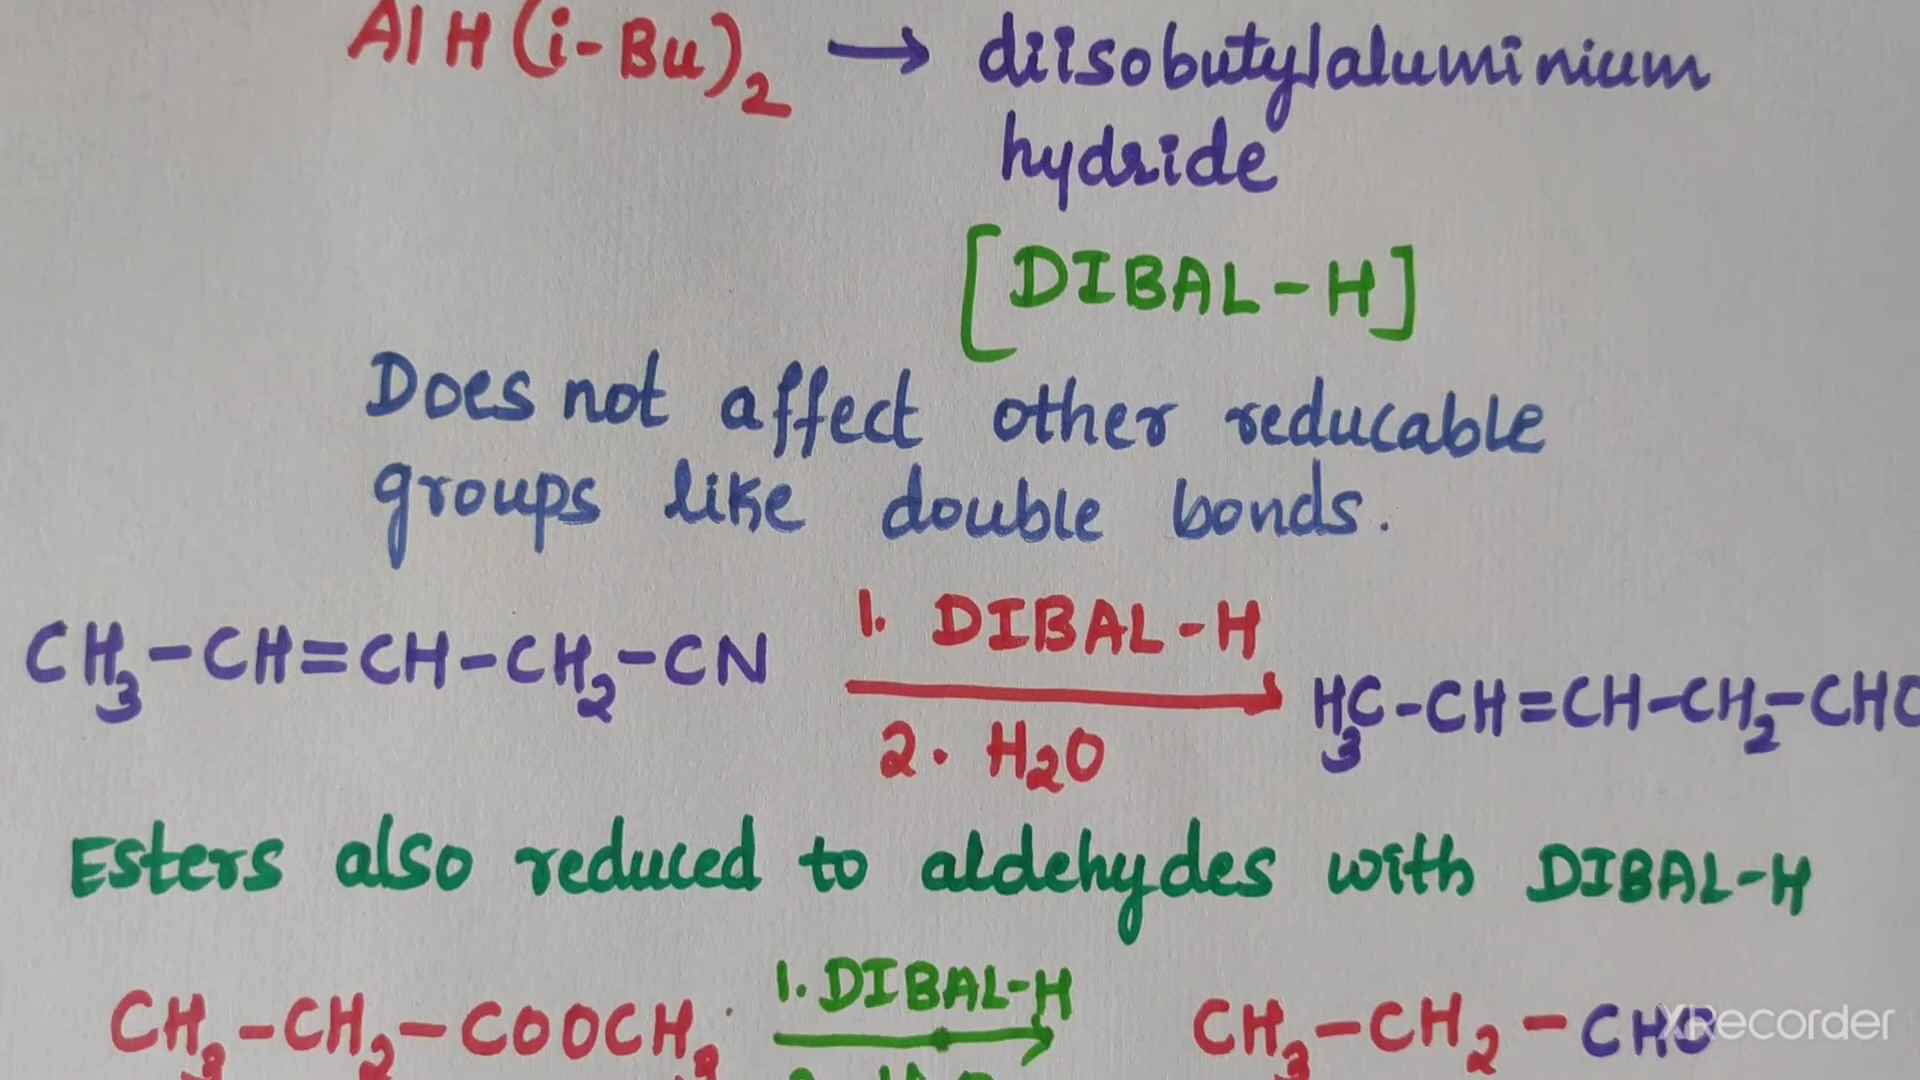 AlH(i-Bu)2 → diisobutylaluminium
hydride
[DIBAL-H]
Does not affect other reducable
groups like double bonds.
CH3-CH=CH-CH2-CN 1. DIBAL-H
2. H2O H3C-CH=CH-CH2-CHO
Esters also reduced to aldehydes with DIBAL-H
CH3-CH2-COOCH3 1. DIBAL-H CH3-CH2-CHO
XRecorder